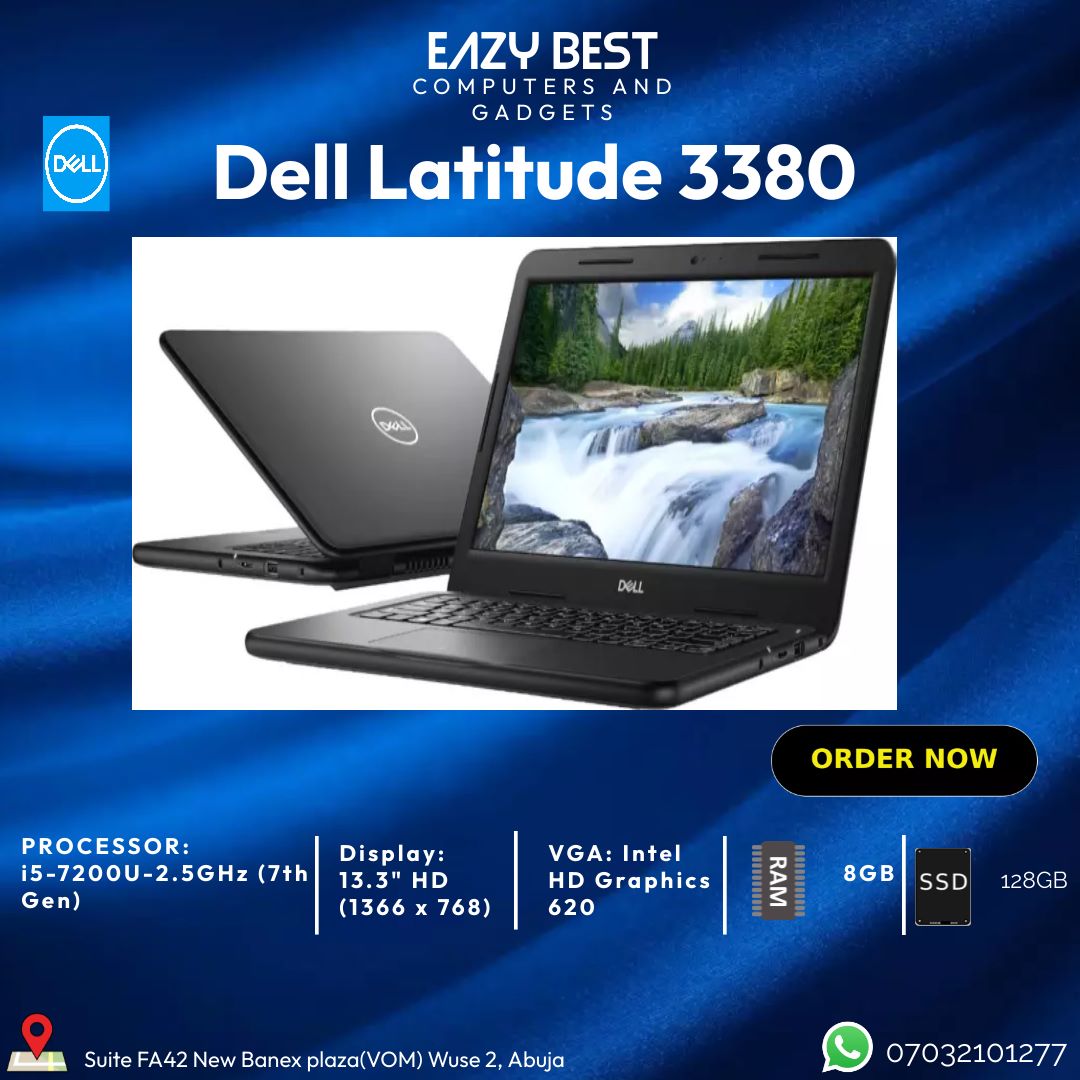 EAZY BEST
COMPUTERS AND
GADGETS
DELL
Dell Latitude 3380
DELL
DELL
ORDER NOW
PROCESSOR:
i5-7200U-2.5GHz (7th
Gen)
Display:
13.3" HD
(1366 x 768)
VGA: Intel
HD Graphics
620
RAM
8GB
SSD
128GB
Suite FA42 New Banex plaza(VOM) Wuse 2, Abuja
07032101277